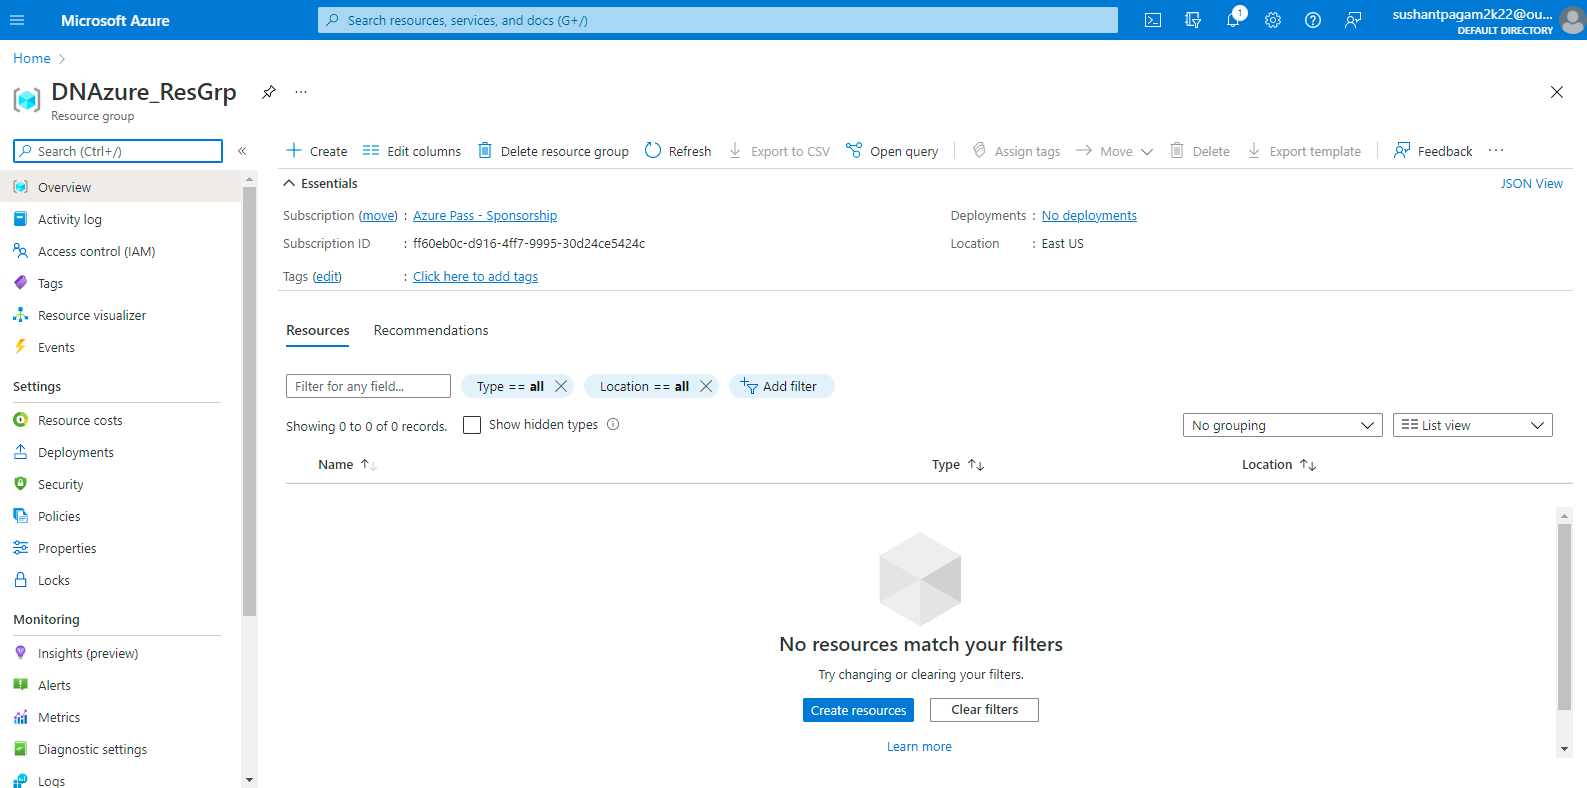 Microsoft Azure
Search resources, services, and docs (G+/)
1
sushantpagam2k22@ou...
DEFAULT DIRECTORY
Home
DNAzure_ResGrp
Resource group
Search (Ctrl+/)
Overview
Activity log
Access control (IAM)
Tags
Resource visualizer
Events
Settings
Resource costs
Deployments
Security
Policies
Properties
Locks
Monitoring
Insights (preview)
Alerts
Metrics
Diagnostic settings
Logs
Create Edit columns Delete resource group Refresh Export to CSV Open query Assign tags Move Delete Export template Feedback
Essentials JSON View
Subscription (move) : Azure Pass - Sponsorship
Subscription ID : ff60eb0c-d916-4ff7-9995-30d24ce5424c
Tags (edit) : Click here to add tags
Deployments : No deployments
Location : East US
Resources Recommendations
Filter for any field... Type == all Location == all Add filter
Showing 0 to 0 of 0 records. Show hidden types No grouping List view
Name Type Location
No resources match your filters
Try changing or clearing your filters.
Create resources Clear filters
Learn more